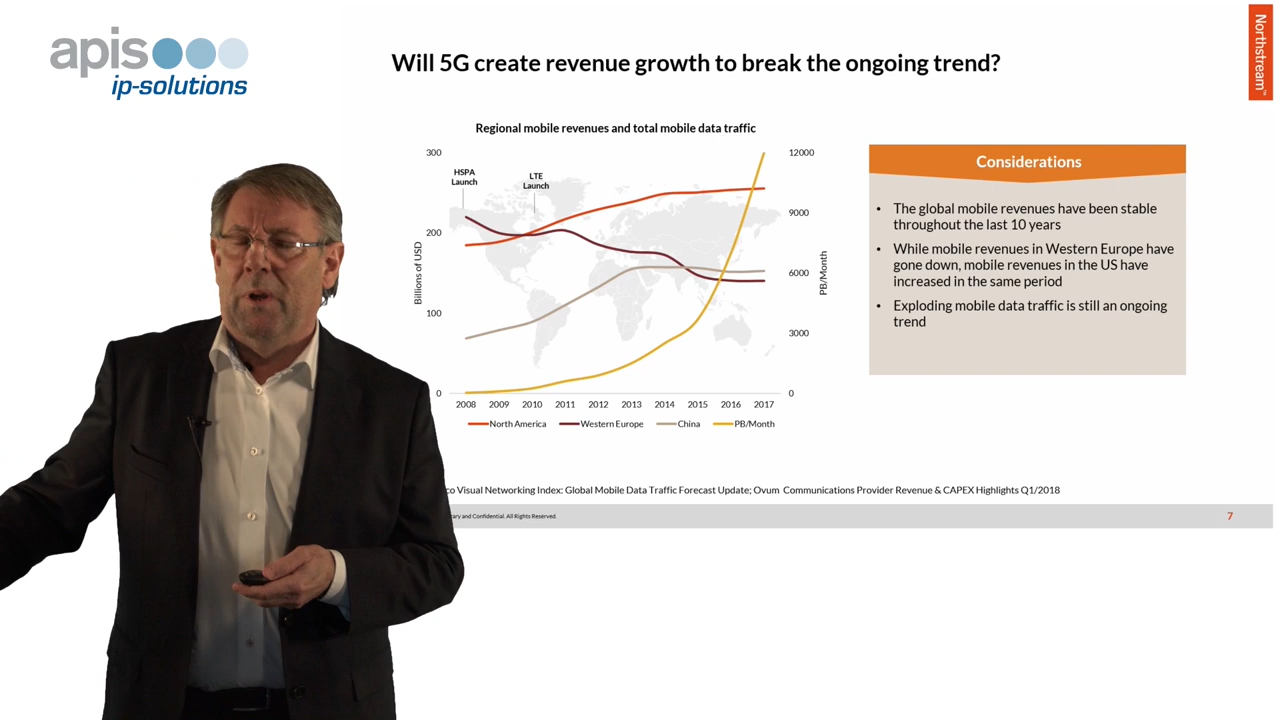 apis
ip-solutions
Northstream™
Will 5G create revenue growth to break the ongoing trend?
Regional mobile revenues and total mobile data traffic
300
12000
HSPA
Launch
LTE
Launch
9000
200
Billions of USD
PB/Month
6000
100
3000
0
0
2008 2009 2010 2011 2012 2013 2014 2015 2016 2017
North America Western Europe China PB/Month
Considerations
• The global mobile revenues have been stable
throughout the last 10 years
• While mobile revenues in Western Europe have
gone down, mobile revenues in the US have
increased in the same period
• Exploding mobile data traffic is still an ongoing
trend
Visual Networking Index: Global Mobile Data Traffic Forecast Update; Ovum Communications Provider Revenue & CAPEX Highlights Q1/2018
and Confidential. All Rights Reserved.
7